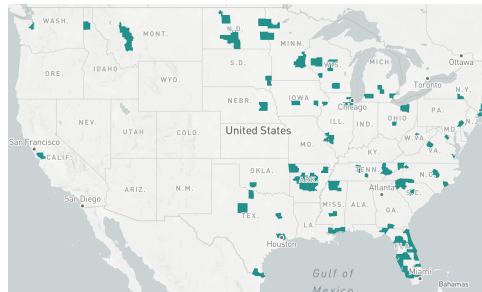 WASH.
MONT.
N.D.
MINN.
Ottawa
ORE.
IDAHO
S.D.
WIS.
MICH
Toronto
WYO.
N.Y.
NEBR.
IOWA
Chicago
PA.
NEV.
UTAH
COLO.
United States
ILL.
IND.
OHIO
MD.
San Francisco
CALIF.
MO.
KY.
W.VA
VA.
ARIZ.
N.M.
OKLA.
ARK.
TENN.
N.C.
San Diego
Atlanta
S.C.
TEX.
MISS.
ALA.
GA.
LA.
Houston
FLA.
Gulf of
Mexico
Miami
Bahamas